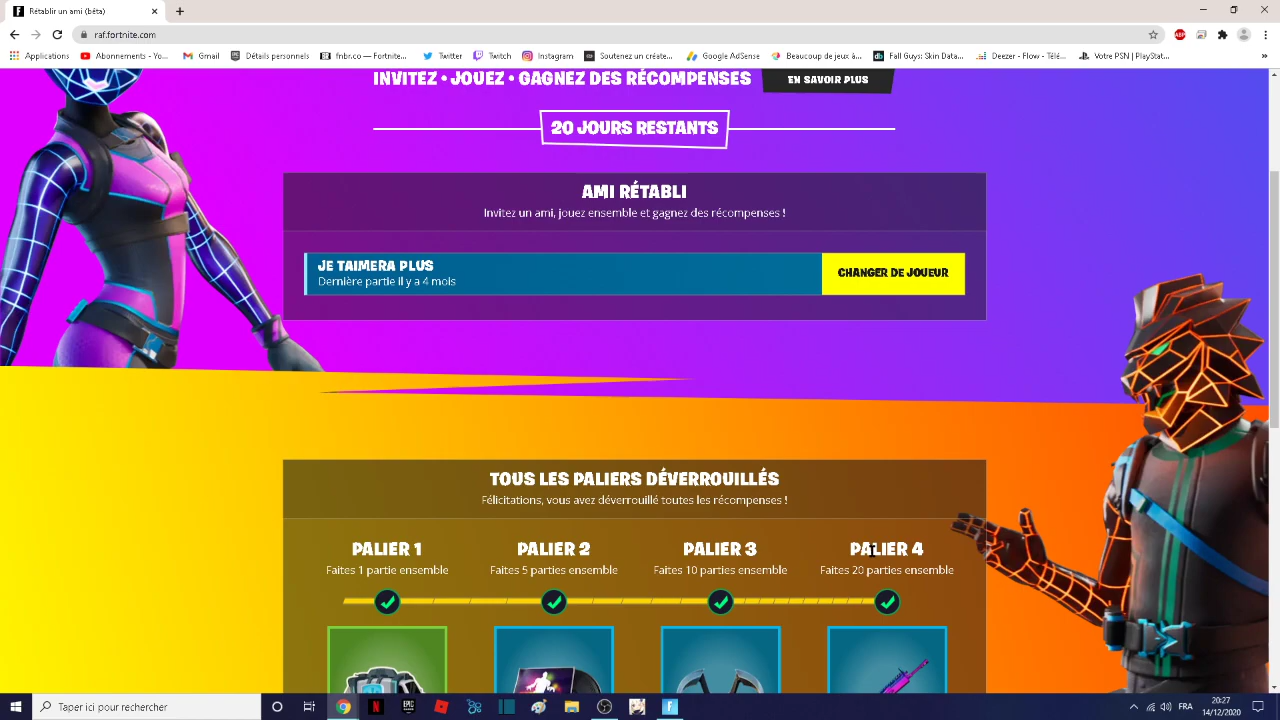 Rétablir un ami (bêta)
raf.fortnite.com
Applications
Abonnements - Yo...
Gmail
Détails personnels
fnbr.co — Fortnite...
Twitter
Twitch
Instagram
Soutenez un créate...
Google AdSense
Beaucoup de jeux à...
Fall Guys: Skin Data...
Deezer - Flow - Télé...
Votre PSN | PlayStat...
INVITEZ • JOUEZ • GAGNEZ DES RÉCOMPENSES
EN SAVOIR PLUS
20 JOURS RESTANTS
AMI RÉTABLI
Invitez un ami, jouez ensemble et gagnez des récompenses !
JE TAIMERA PLUS
Dernière partie il y a 4 mois
CHANGER DE JOUEUR
TOUS LES PALIERS DÉVERROUILLÉS
Félicitations, vous avez déverrouillé toutes les récompenses !
PALIER 1
Faites 1 partie ensemble
PALIER 2
Faites 5 parties ensemble
PALIER 3
Faites 10 parties ensemble
PALIER 4
Faites 20 parties ensemble
Taper ici pour rechercher
FRA
20:27
14/12/2020